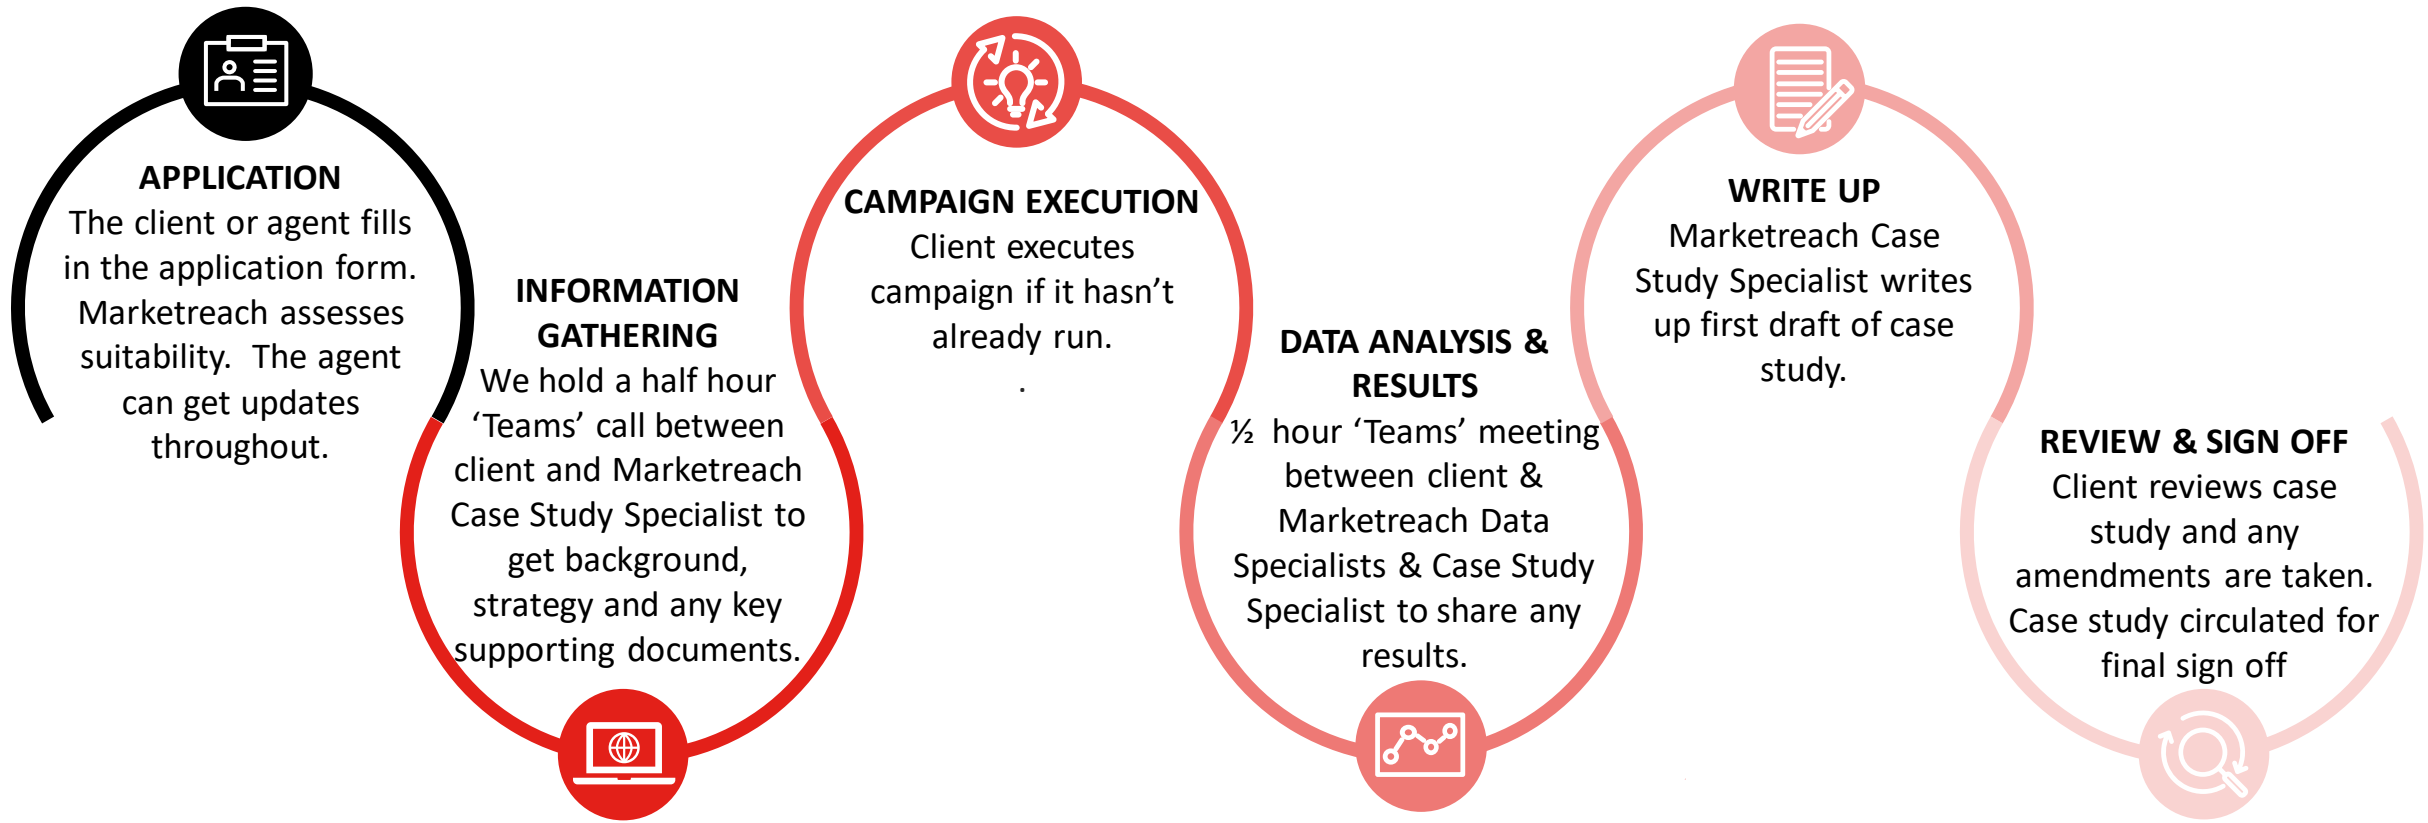 APPLICATION
The client or agent fills
in the application form.
Marketreach assesses
suitability.  The agent
can get updates
throughout.
INFORMATION
GATHERING
We hold a half hour
‘Teams’ call between
client and Marketreach
Case Study Specialist to
get background,
strategy and any key
supporting documents.
CAMPAIGN EXECUTION
Client executes
campaign if it hasn’t
already run.
.
DATA ANALYSIS &
RESULTS
½  hour ‘Teams’ meeting
between client &
Marketreach Data
Specialists & Case Study
Specialist to share any
results.
WRITE UP
Marketreach Case
Study Specialist writes
up first draft of case
study.
REVIEW & SIGN OFF
Client reviews case
study and any
amendments are taken.
Case study circulated for
final sign off